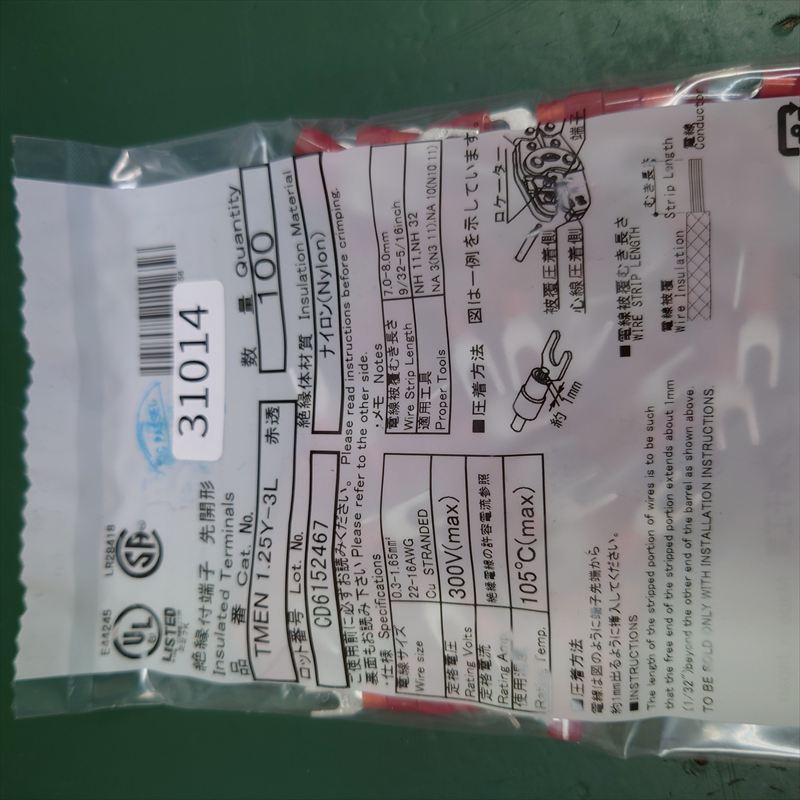 E44245
LR28418
UL
SA
LISTED
31014
絶縁付端子 先開形
Insulated Terminals
品 番 Cat. No.
TMEN 1.25Y-3L 赤透
数 量 Quantity
100
ロット番号 Lot. No.
CD6152467
絶縁体材質 Insulation Material
ナイロン(Nylon)
ご使用前に必ずお読みください。 Please read instructions before crimping.
裏面もお読み下さい Please refer to the other side.
・仕様 Specifications
電線サイズ
Wire size
0.3-1.65mm²
22-16AWG
Cu STRANDED
定格電圧
Rating Volts
300V(max)
定格電流
Rating
絶縁電線の許容電流参照
使用
Temp.
105℃(max)
・メモ Notes
電線被覆むき長さ
Wire Strip Length
7.0-8.0mm
9/32-5/16inch
適用工具
Proper Tools
NH 11,NH 32
NA 3(N3 11),NA 10(N10 11)
■圧着方法 図は一例を示しています。
約1mm
ロケーター
端子
被覆圧着側
心線圧着側
■電線被覆むき長さ
WIRE STRIP LENGTH
電線被覆
Wire Insulation
むき長さ
Strip Length
電線
Conductor
■圧着方法
電線は図のように端子先端から
約1mm出るように挿入してください。
■INSTRUCTIONS
The length of the stripped portion of wires is to be such
that the free end of the stripped portion extends about 1mm
(1/32")beyond the other end of the barrel as shown above.
TO BE SOLD ONLY WITH INSTALLATION INSTRUCTIONS.